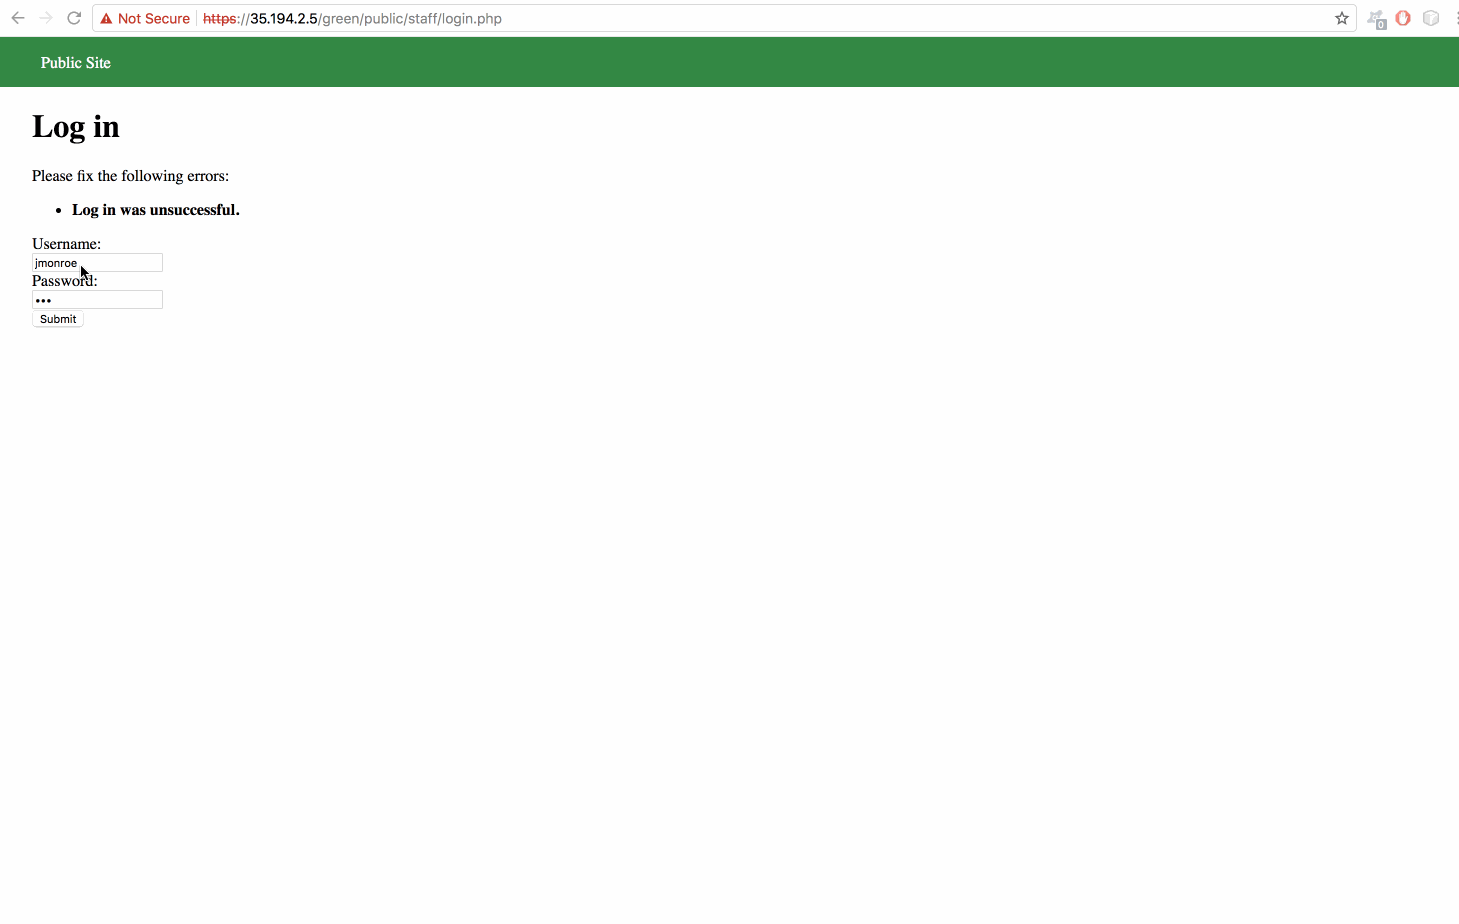 Not Secure https://35.194.2.5/green/public/staff/login.php
0
Public Site
Log in
Please fix the following errors:
• Log in was unsuccessful.
Username:
jmonroe
Password:
•••
Submit